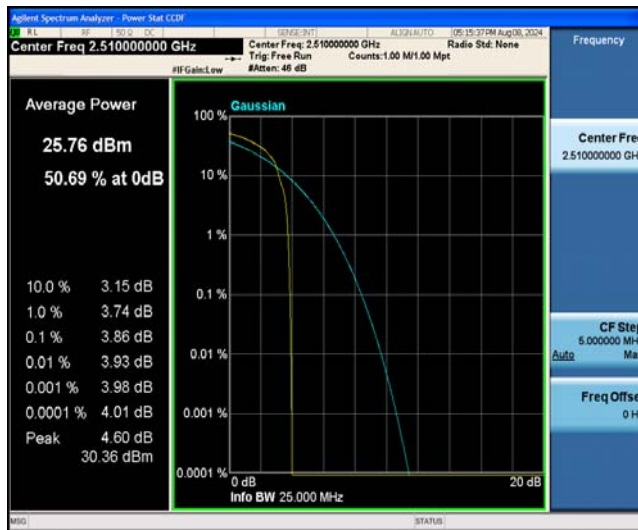 Agilent Spectrum Analyzer - Power Stat CCDF
RL RF 50 Ω DC SENSE:INT ALIGN AUTO 05:15:37 PM Aug 08, 2024
Center Freq 2.510000000 GHz
Center Freq: 2.510000000 GHz Radio Std: None
Trig: Free Run Counts:1.00 M/1.00 Mpt
#IFGain:Low #Atten: 46 dB
Frequency
Average Power
25.76 dBm
50.69 % at 0dB
10.0 % 3.15 dB
1.0 % 3.74 dB
0.1 % 3.86 dB
0.01 % 3.93 dB
0.001 % 3.98 dB
0.0001 % 4.01 dB
Peak 4.60 dB
30.36 dBm
Gaussian
100 %
10 %
1 %
0.1 %
0.01 %
0.001 %
0.0001 %
0 dB 20 dB
Info BW 25.000 MHz
Center Fre
2.510000000 GH
CF Step
5.000000 MH
Auto Ma
Freq Offse
0 H
MSG STATUS